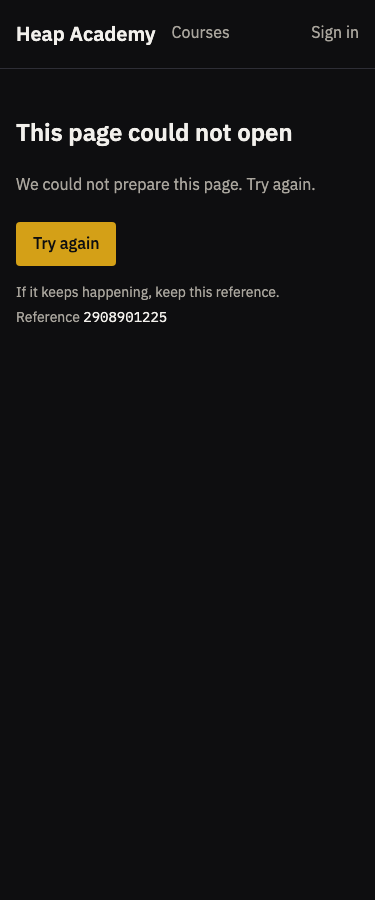 Heap Academy Courses Sign in
This page could not open
We could not prepare this page. Try again.
Try again
If it keeps happening, keep this reference.
Reference 2908901225